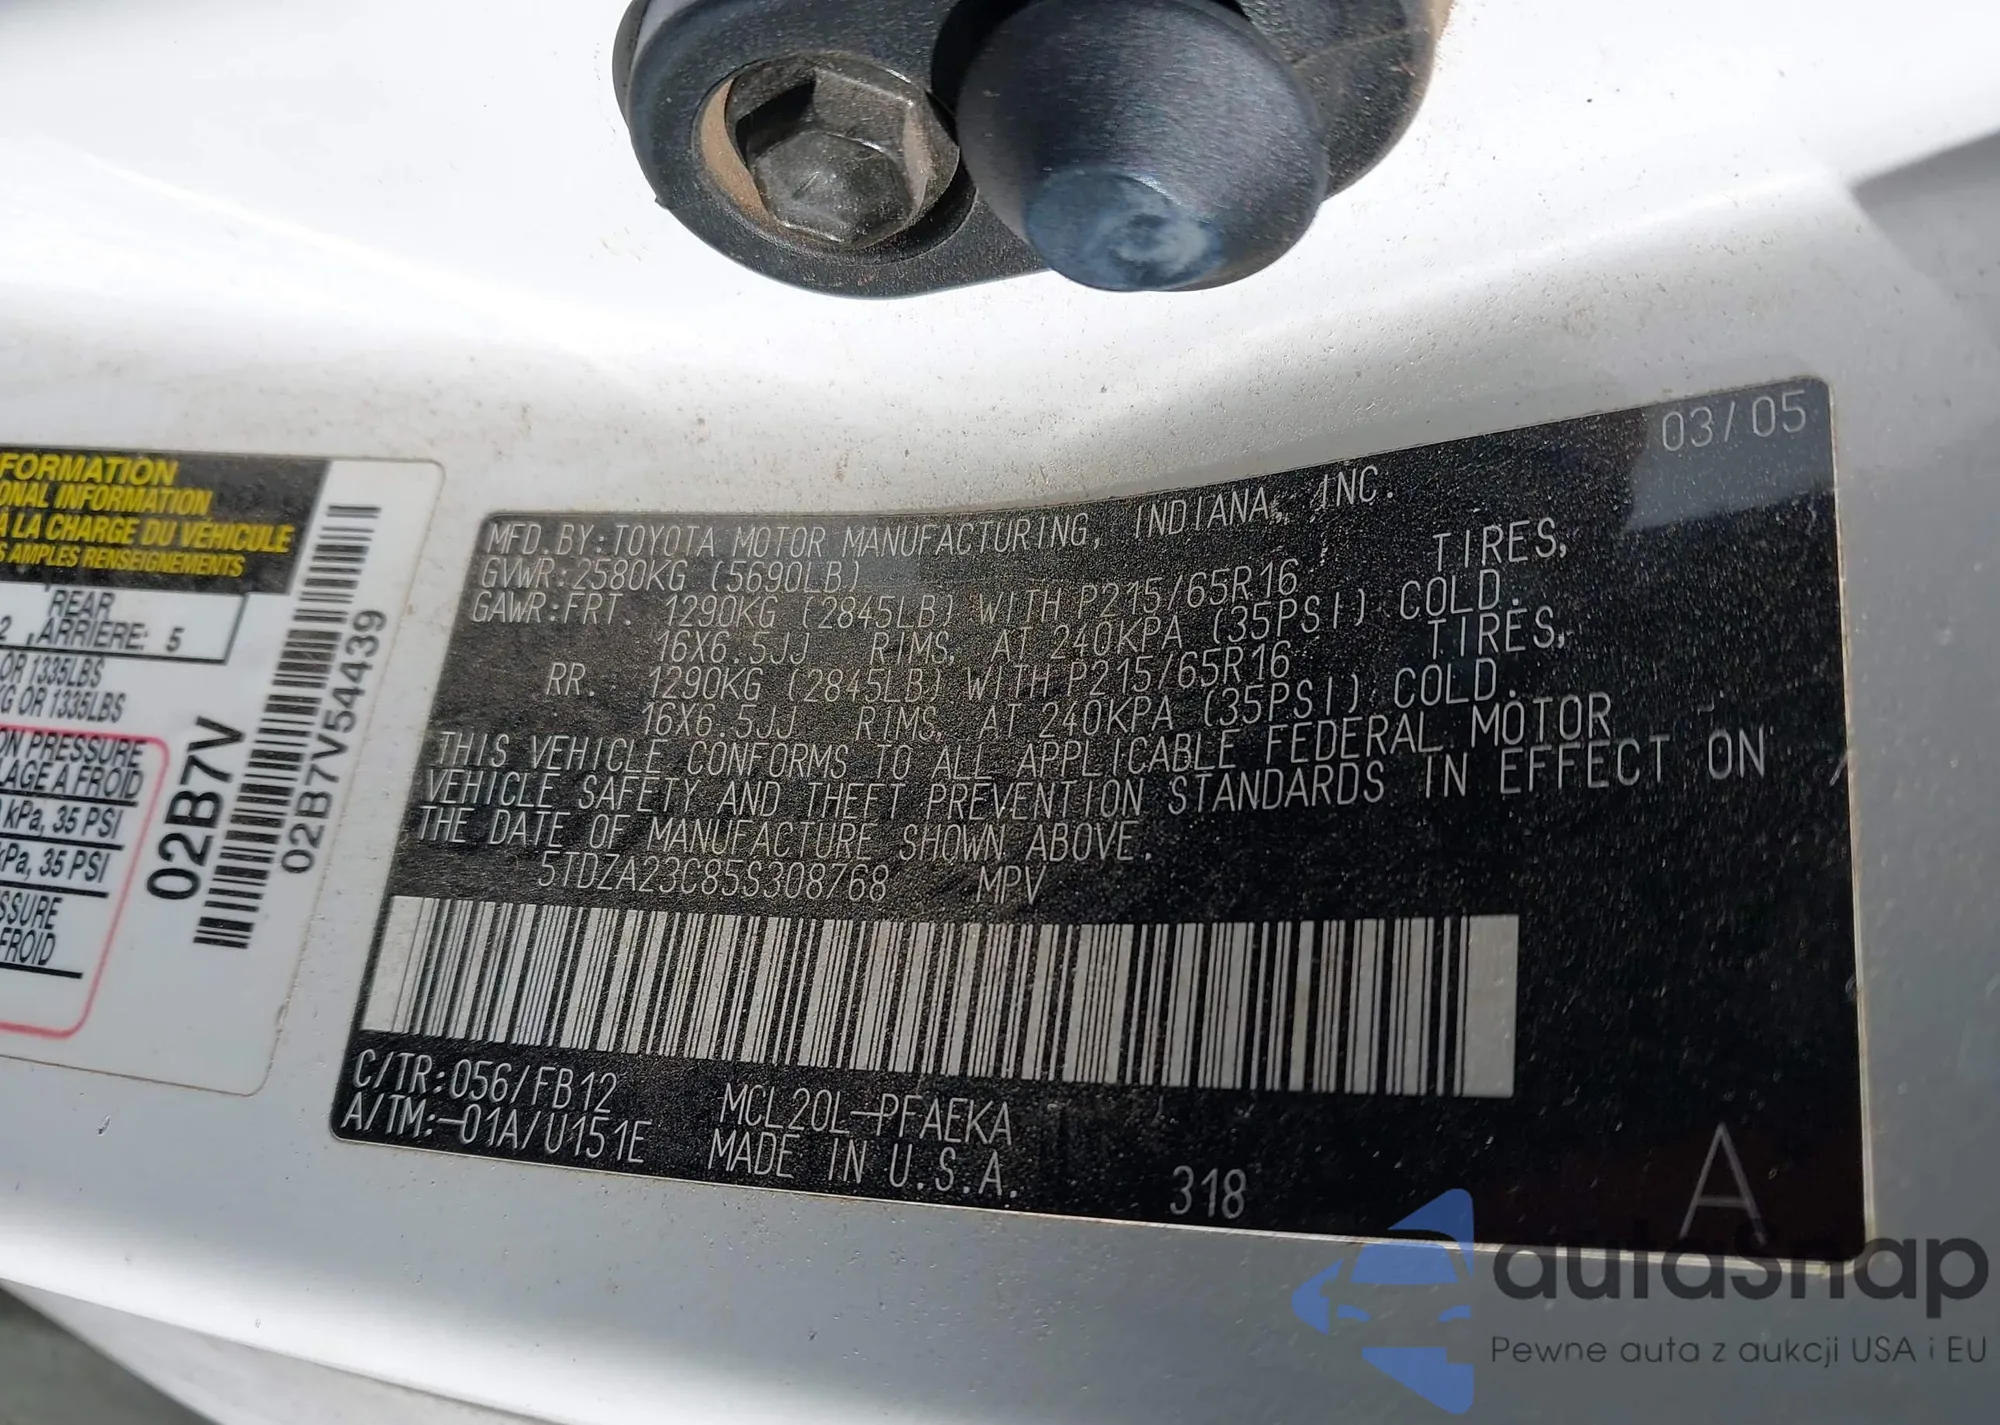 03/05
MFD.BY:TOYOTA MOTOR MANUFACTURING, INDIANA, INC.
GVWR:2580KG (5690LB)
GAWR:FRT. 1290KG (2845LB) WITH P215/65R16 TIRES,
16X6.5JJ RIMS, AT 240KPA (35PSI) COLD.
RR. 1290KG (2845LB) WITH P215/65R16 TIRES,
16X6.5JJ RIMS, AT 240KPA (35PSI) COLD.
THIS VEHICLE CONFORMS TO ALL APPLICABLE FEDERAL MOTOR
VEHICLE SAFETY AND THEFT PREVENTION STANDARDS IN EFFECT ON
THE DATE OF MANUFACTURE SHOWN ABOVE.
5TDZA23C85S308768 MPV
C/TR:056/FB12 MCL20L-PFAEKA
A/TM:-01A/U151E MADE IN U.S.A. 318 A
FORMATION
ONAL INFORMATION
À LA CHARGE DU VÉHICULE
S AMPLES RENSEIGNEMENTS
REAR
2 ,ARRIÈRE: 5
OR 1335LBS
KG OR 1335LBS
ON PRESSURE
LAGE A FROID
kPa, 35 PSI
kPa, 35 PSI
SSURE
FROID
02B7V
02B7V54439
autasnap
Pewne auta z aukcji USA i EU